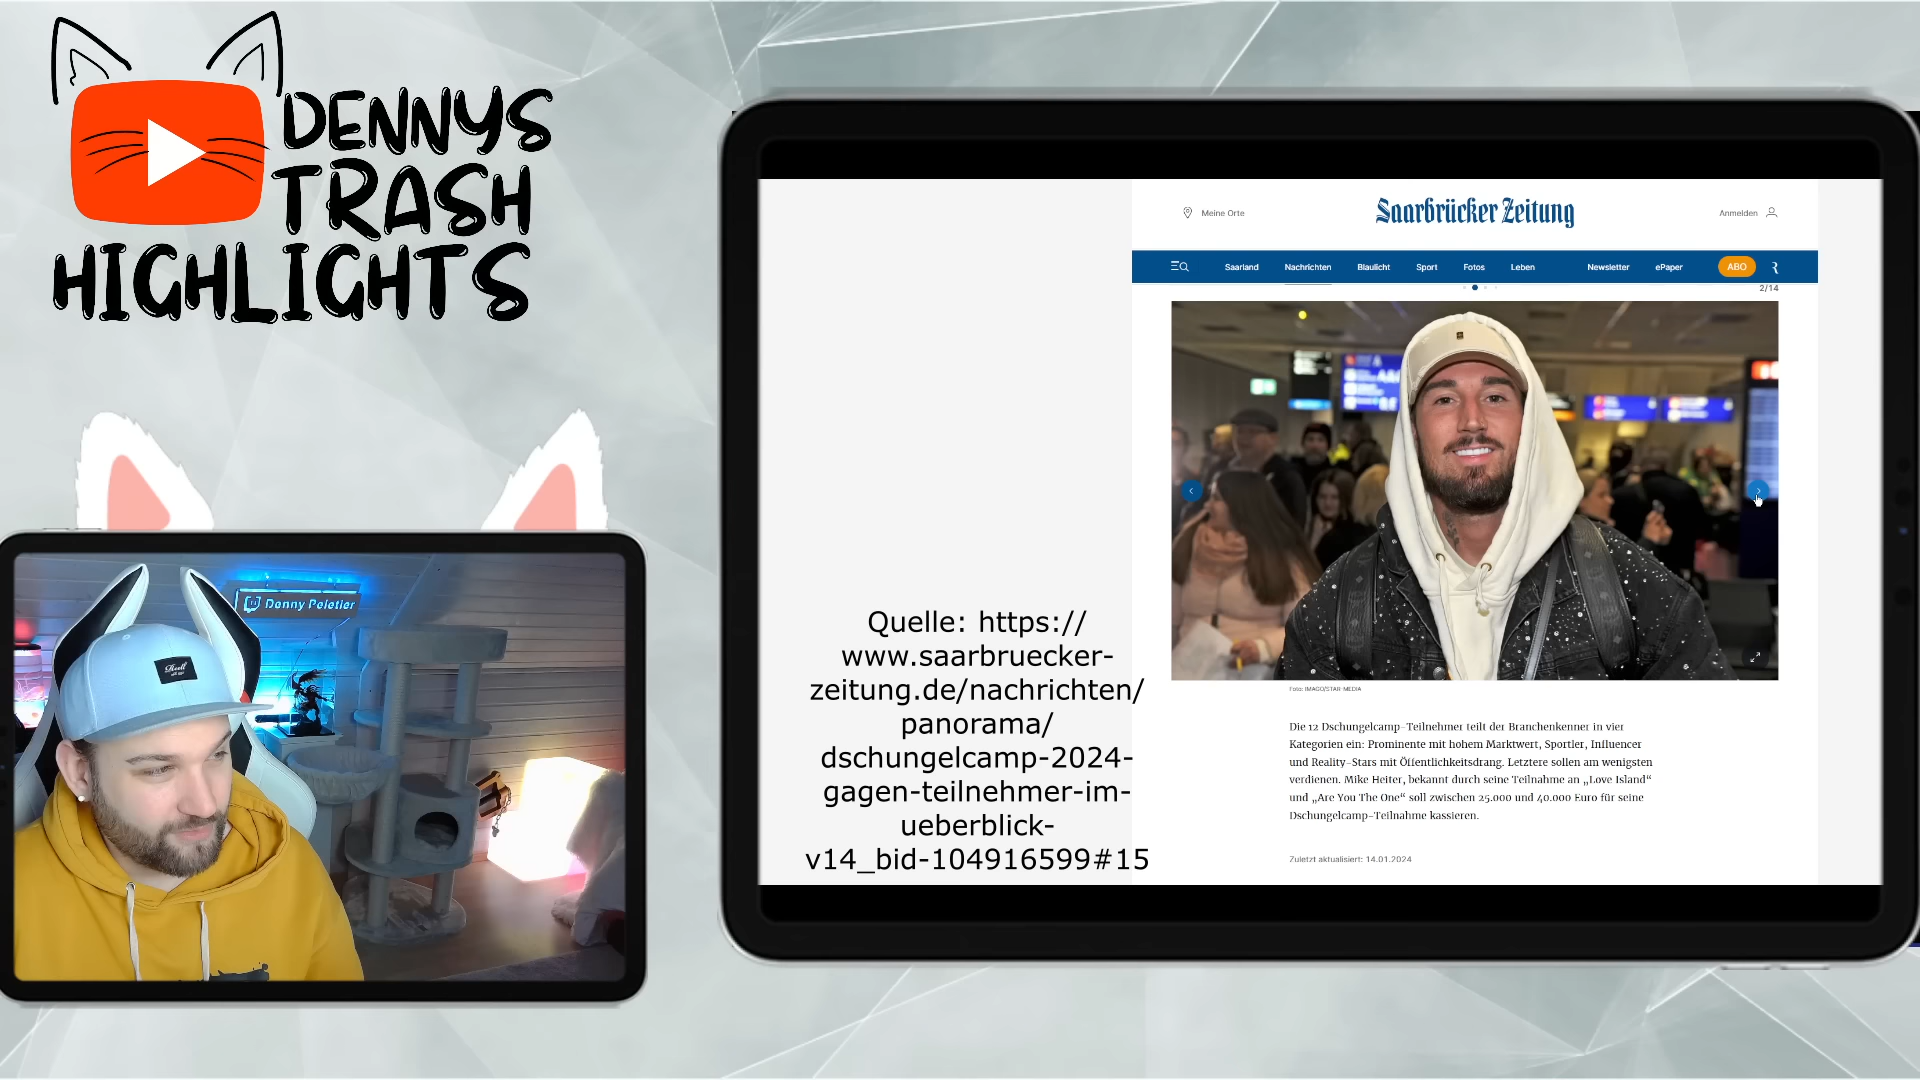 DENNYS
TRASH
HIGHLIGHTS
Denny Peletier
Meine Orte
Saarbrücker Zeitung
Anmelden
Saarland
Nachrichten
Blaulicht
Sport
Fotos
Leben
Newsletter
ePaper
ABO
2/14
Foto: IMAGO/STAR-MEDIA
Die 12 Dschungelcamp-Teilnehmer teilt der Branchenkenner in vier
Kategorien ein: Prominente mit hohem Marktwert, Sportler, Influencer
und Reality-Stars mit Öffentlichkeitsdrang. Letztere sollen am wenigsten
verdienen. Mike Heiter, bekannt durch seine Teilnahme an „Love Island“
und „Are You The One“ soll zwischen 25.000 und 40.000 Euro für seine
Dschungelcamp-Teilnahme kassieren.
Zuletzt aktualisiert: 14.01.2024
Quelle: https://
www.saarbruecker-
zeitung.de/nachrichten/
panorama/
dschungelcamp-2024-
gagen-teilnehmer-im-
ueberblick-
v14_bid-104916599#15